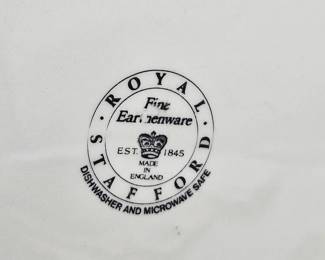 · ROYAL ·
STAFFORD
Fine
Earthenware
EST. 1845
MADE
IN
ENGLAND
DISHWASHER AND MICROWAVE SAFE